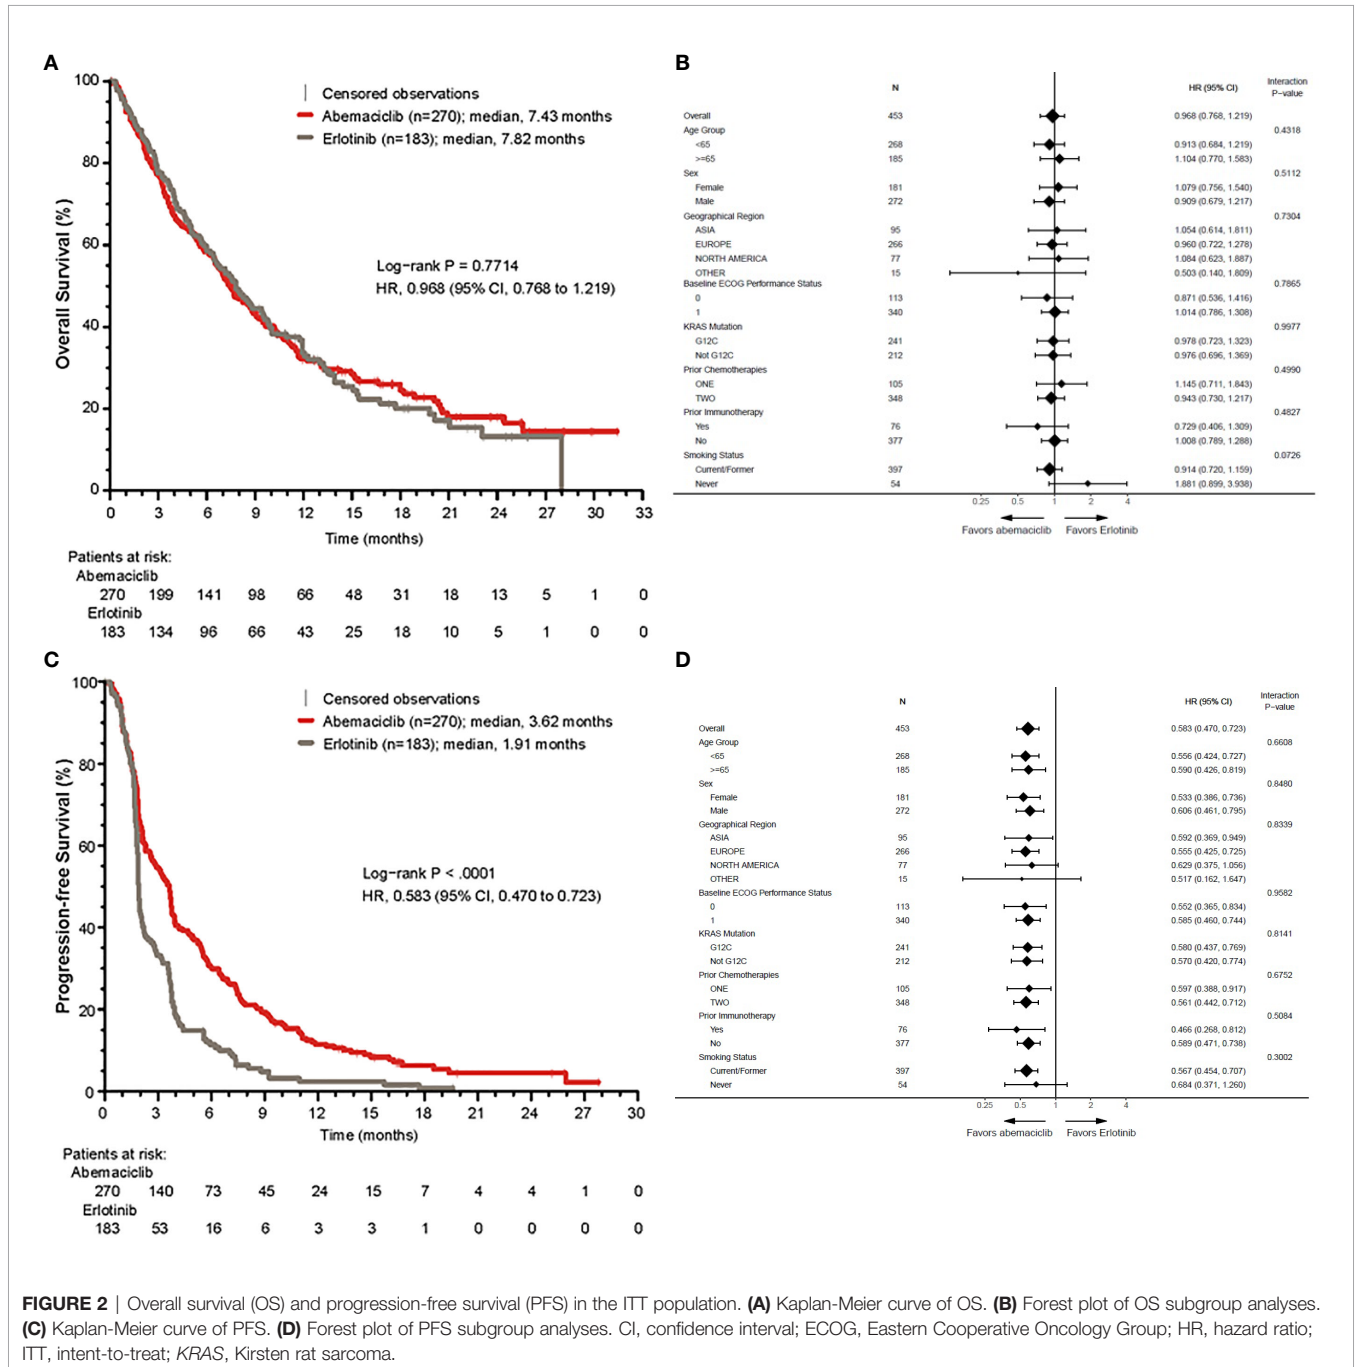 A
100
80
60
40
20
0
Overall Survival (%)
Censored observations
Abemaciclib (n=270); median, 7.43 months
Erlotinib (n=183); median, 7.82 months
Log−rank P = 0.7714
HR, 0.968 (95% CI, 0.768 to 1.219)
0 3 6 9 12 15 18 21 24 27 30 33
Time (months)
Patients at risk:
Abemaciclib
270 199 141 98 66 48 31 18 13 5 1 0
Erlotinib
183 134 96 66 43 25 18 10 5 1 0 0
B
N HR (95% CI) Interaction
P−value
Overall 453 0.968 (0.768, 1.219)
Age Group 0.4318
<65 268 0.913 (0.684, 1.219)
>=65 185 1.104 (0.770, 1.583)
Sex 0.5112
Female 181 1.079 (0.756, 1.540)
Male 272 0.909 (0.679, 1.217)
Geographical Region 0.7304
ASIA 95 1.054 (0.614, 1.811)
EUROPE 266 0.960 (0.722, 1.278)
NORTH AMERICA 77 1.084 (0.623, 1.887)
OTHER 15 0.503 (0.140, 1.809)
Baseline ECOG Performance Status 0.7865
0 113 0.871 (0.536, 1.416)
1 340 1.014 (0.786, 1.308)
KRAS Mutation 0.9977
G12C 241 0.978 (0.723, 1.323)
Not G12C 212 0.976 (0.696, 1.369)
Prior Chemotherapies 0.4990
ONE 105 1.145 (0.711, 1.843)
TWO 348 0.943 (0.730, 1.217)
Prior Immunotherapy 0.4827
Yes 76 0.729 (0.406, 1.309)
No 377 1.008 (0.789, 1.288)
Smoking Status 0.0726
Current/Former 397 0.914 (0.720, 1.159)
Never 54 1.881 (0.899, 3.938)
0.25 0.5 1 2 4
Favors abemaciclib Favors Erlotinib
C
100
80
60
40
20
0
Progression-free Survival (%)
Censored observations
Abemaciclib (n=270); median, 3.62 months
Erlotinib (n=183); median, 1.91 months
Log−rank P < .0001
HR, 0.583 (95% CI, 0.470 to 0.723)
0 3 6 9 12 15 18 21 24 27 30
Time (months)
Patients at risk:
Abemaciclib
270 140 73 45 24 15 7 4 4 1 0
Erlotinib
183 53 16 6 3 3 1 0 0 0 0
D
N HR (95% CI) Interaction
P−value
Overall 453 0.583 (0.470, 0.723)
Age Group 0.6608
<65 268 0.556 (0.424, 0.727)
>=65 185 0.590 (0.426, 0.819)
Sex 0.8480
Female 181 0.533 (0.386, 0.736)
Male 272 0.606 (0.461, 0.795)
Geographical Region 0.8339
ASIA 95 0.592 (0.369, 0.949)
EUROPE 266 0.555 (0.425, 0.725)
NORTH AMERICA 77 0.629 (0.375, 1.056)
OTHER 15 0.517 (0.162, 1.647)
Baseline ECOG Performance Status 0.9582
0 113 0.552 (0.365, 0.834)
1 340 0.585 (0.460, 0.744)
KRAS Mutation 0.8141
G12C 241 0.580 (0.437, 0.769)
Not G12C 212 0.570 (0.420, 0.774)
Prior Chemotherapies 0.6752
ONE 105 0.597 (0.388, 0.917)
TWO 348 0.561 (0.442, 0.712)
Prior Immunotherapy 0.5084
Yes 76 0.466 (0.268, 0.812)
No 377 0.589 (0.471, 0.738)
Smoking Status 0.3002
Current/Former 397 0.567 (0.454, 0.707)
Never 54 0.684 (0.371, 1.260)
0.25 0.5 1 2 4
Favors abemaciclib Favors Erlotinib
FIGURE 2 | Overall survival (OS) and progression-free survival (PFS) in the ITT population. (A) Kaplan-Meier curve of OS. (B) Forest plot of OS subgroup analyses.
(C) Kaplan-Meier curve of PFS. (D) Forest plot of PFS subgroup analyses. CI, confidence interval; ECOG, Eastern Cooperative Oncology Group; HR, hazard ratio;
ITT, intent-to-treat; KRAS, Kirsten rat sarcoma.